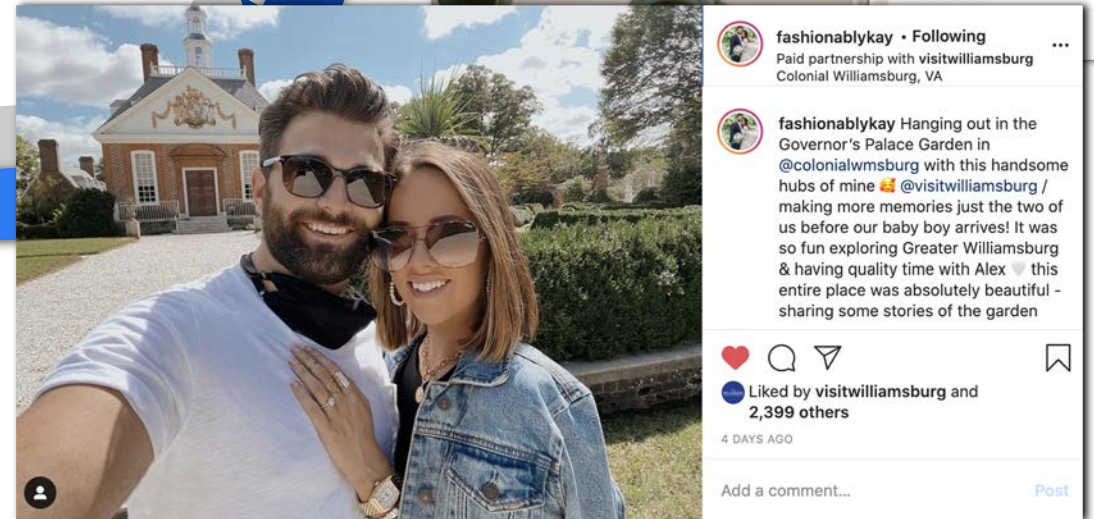 fashionablykay • Following
Paid partnership with visitwilliamsburg
Colonial Williamsburg, VA
fashionablykay Hanging out in the
Governor's Palace Garden in
@colonialwmsburg with this handsome
hubs of mine 🥰 @visitwilliamsburg /
making more memories just the two of
us before our baby boy arrives! It was
so fun exploring Greater Williamsburg
& having quality time with Alex 🤍 this
entire place was absolutely beautiful -
sharing some stories of the garden
Liked by visitwilliamsburg and
2,399 others
4 DAYS AGO
Add a comment...
Post